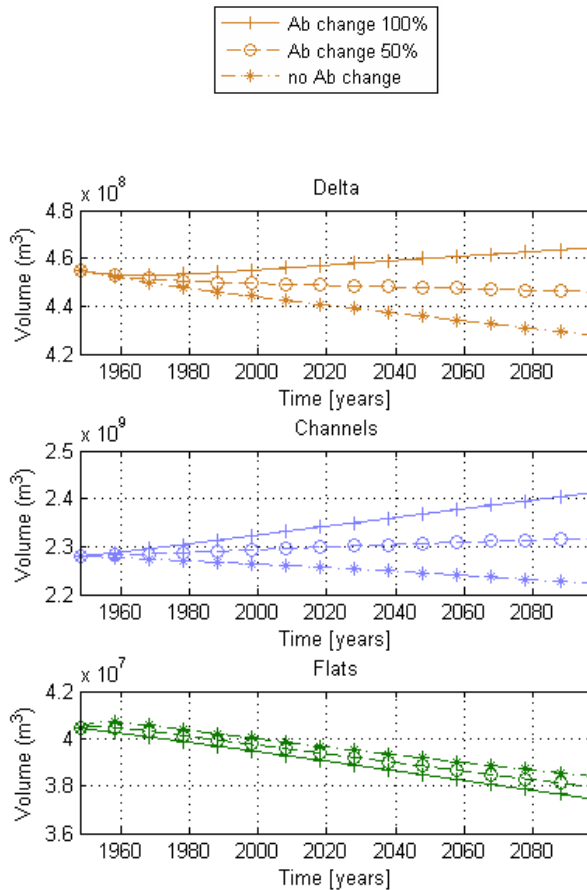 Ab change 100%
Ab change 50%
no Ab change
x 10^8
Delta
4.8
4.6
4.4
4.2
Volume (m^3)
1960 1980 2000 2020 2040 2060 2080
Time [years]
x 10^9
Channels
2.5
2.4
2.3
2.2
Volume (m^3)
1960 1980 2000 2020 2040 2060 2080
Time [years]
x 10^7
Flats
4.2
4
3.8
3.6
Volume (m^3)
1960 1980 2000 2020 2040 2060 2080
Time [years]